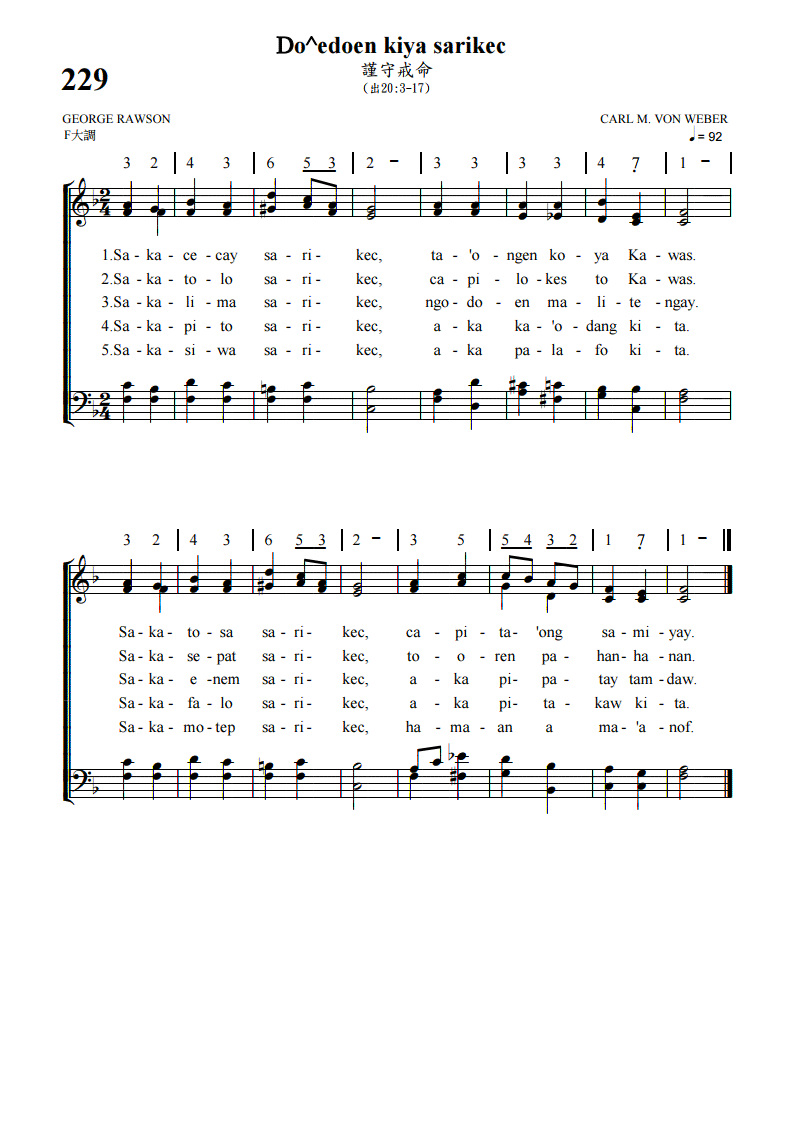 Do^edoen kiya sarikec
229
謹守戒命
(出20:3-17)
GEORGE RAWSON
CARL M. VON WEBER
F大調
♩= 92
3 2 | 4 3 | 6 5 3 | 2 - | 3 3 | 3 3 | 4 7̣ | 1 - |
1.Sa - ka - ce - cay sa - ri - kec, ta - 'o - ngen ko - ya Ka - was.
2.Sa - ka - to - lo sa - ri - kec, ca - pi - lo - kes to Ka - was.
3.Sa - ka - li - ma sa - ri - kec, ngo - do - en ma - li - te - ngay.
4.Sa - ka - pi - to sa - ri - kec, a - ka ka - 'o - dang ki - ta.
5.Sa - ka - si - wa sa - ri - kec, a - ka pa - la - fo ki - ta.
3 2 | 4 3 | 6 5 3 | 2 - | 3 5 | 5 4 3 2 | 1 7̣ | 1 - ‖
Sa - ka - to - sa sa - ri - kec, ca - pi - ta - 'ong sa - mi - yay.
Sa - ka - se - pat sa - ri - kec, to - o - ren pa - han - ha - nan.
Sa - ka - e - nem sa - ri - kec, a - ka pi - pa - tay tam - daw.
Sa - ka - fa - lo sa - ri - kec, a - ka pi - ta - kaw ki - ta.
Sa - ka - mo - tep sa - ri - kec, ha - ma - an a ma - 'a - nof.